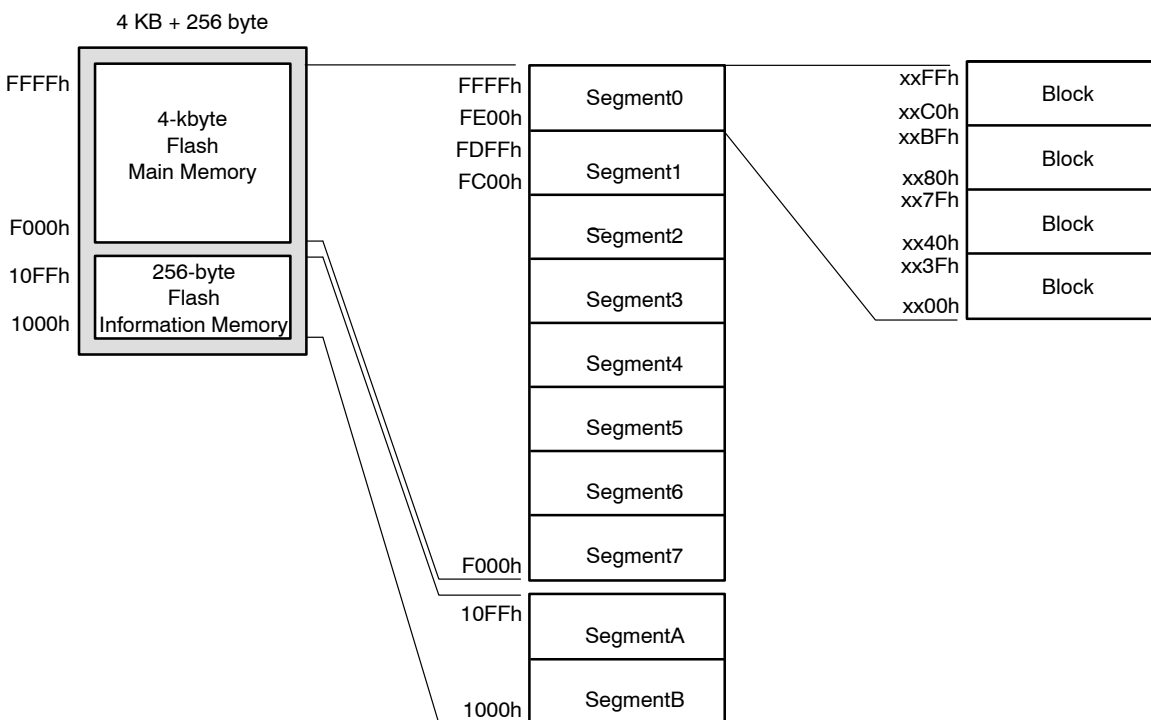 4 KB + 256 byte
FFFFh
4-kbyte
Flash
Main Memory
F000h
10FFh
256-byte
Flash
Information Memory
1000h
FFFFh
Segment0
FE00h
FDFFh
Segment1
FC00h
Segment2
Segment3
Segment4
Segment5
Segment6
Segment7
F000h
10FFh
SegmentA
SegmentB
1000h
xxFFh
Block
xxC0h
xxBFh
Block
xx80h
xx7Fh
Block
xx40h
xx3Fh
Block
xx00h